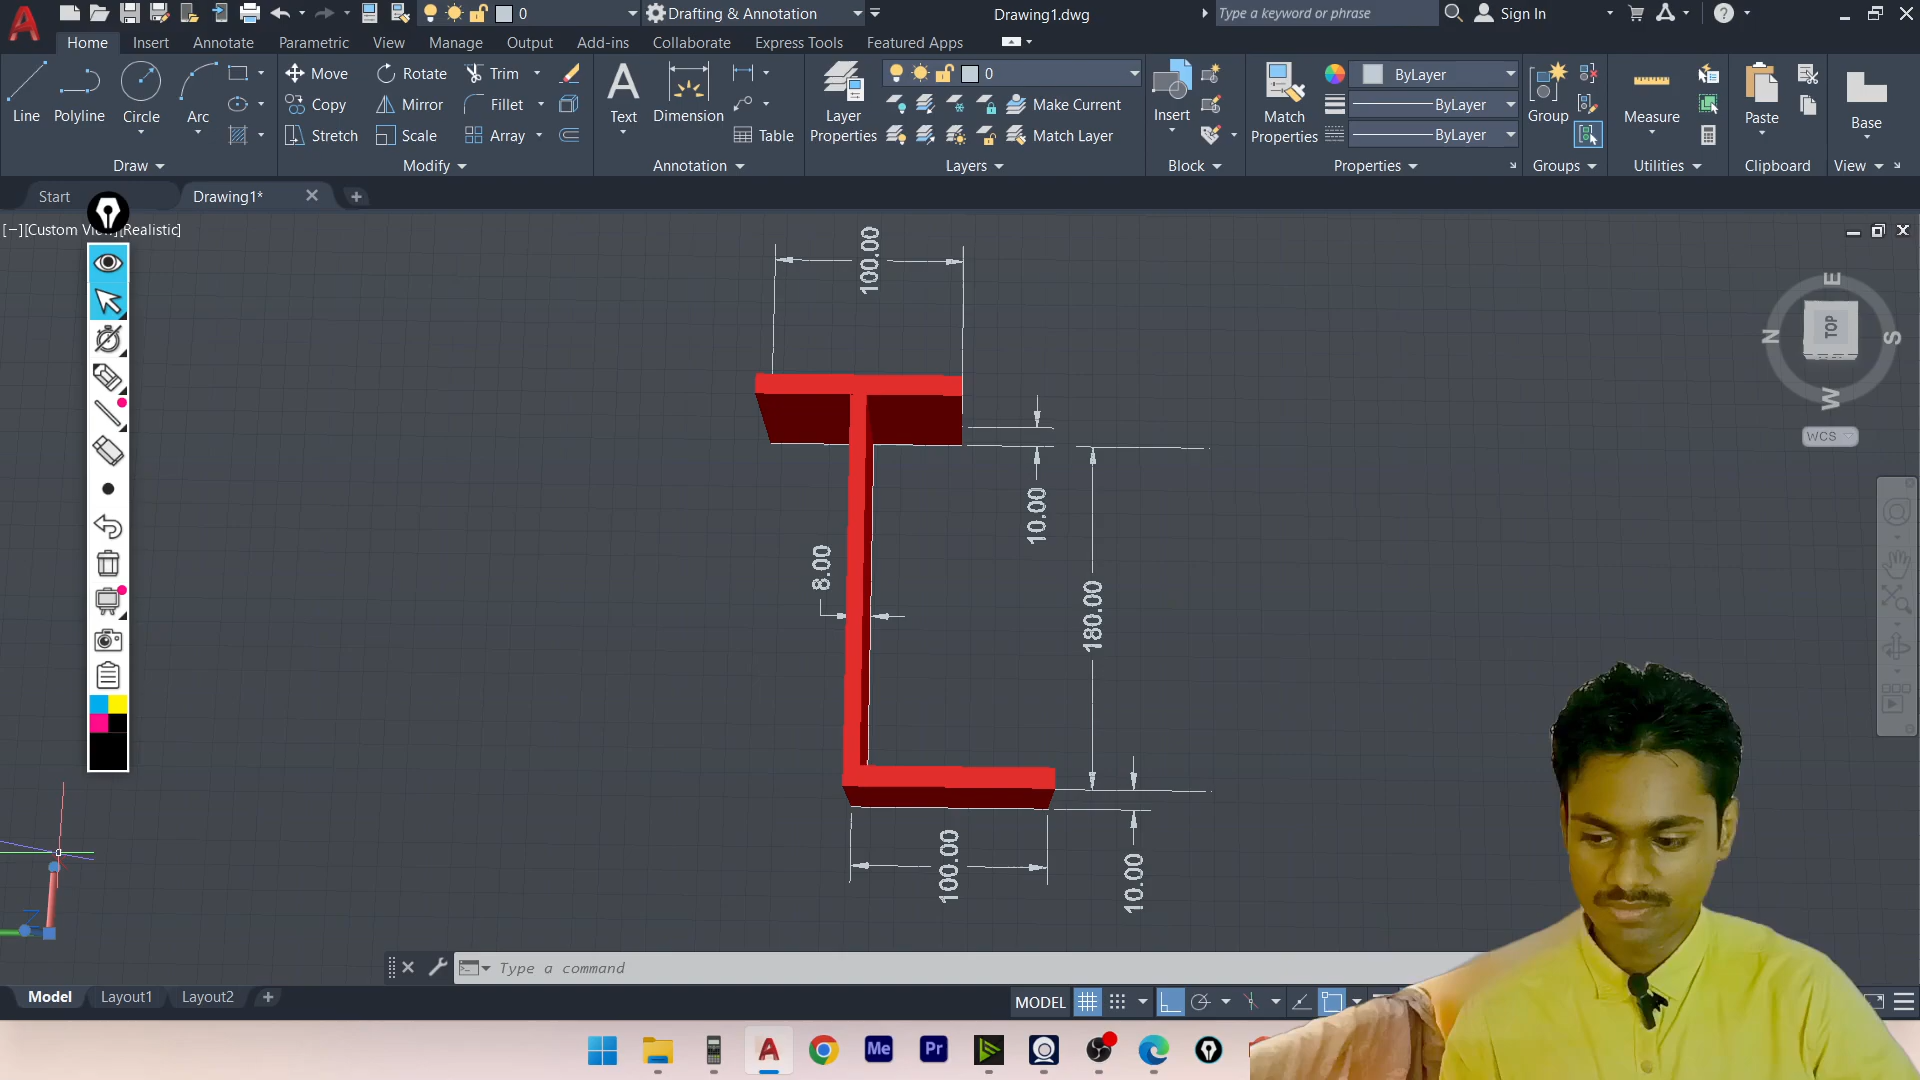 0
Drafting & Annotation
Drawing1.dwg
Type a keyword or phrase
Sign In
Home
Insert
Annotate
Parametric
View
Manage
Output
Add-ins
Collaborate
Express Tools
Featured Apps
Line
Polyline
Circle
Arc
Draw
Move
Rotate
Trim
Copy
Mirror
Fillet
Stretch
Scale
Array
Modify
Text
Dimension
Table
Annotation
Layer Properties
0
Make Current
Match Layer
Layers
Insert
Block
Match Properties
ByLayer
ByLayer
ByLayer
Properties
Group
Groups
Measure
Utilities
Paste
Clipboard
Base
View
Start
Drawing1*
[−][Custom View][Realistic]
100.00
10.00
8.00
180.00
100.00
10.00
E
N
TOP
S
W
WCS
Z
Type a command
Model
Layout1
Layout2
MODEL
A
Me
Pr